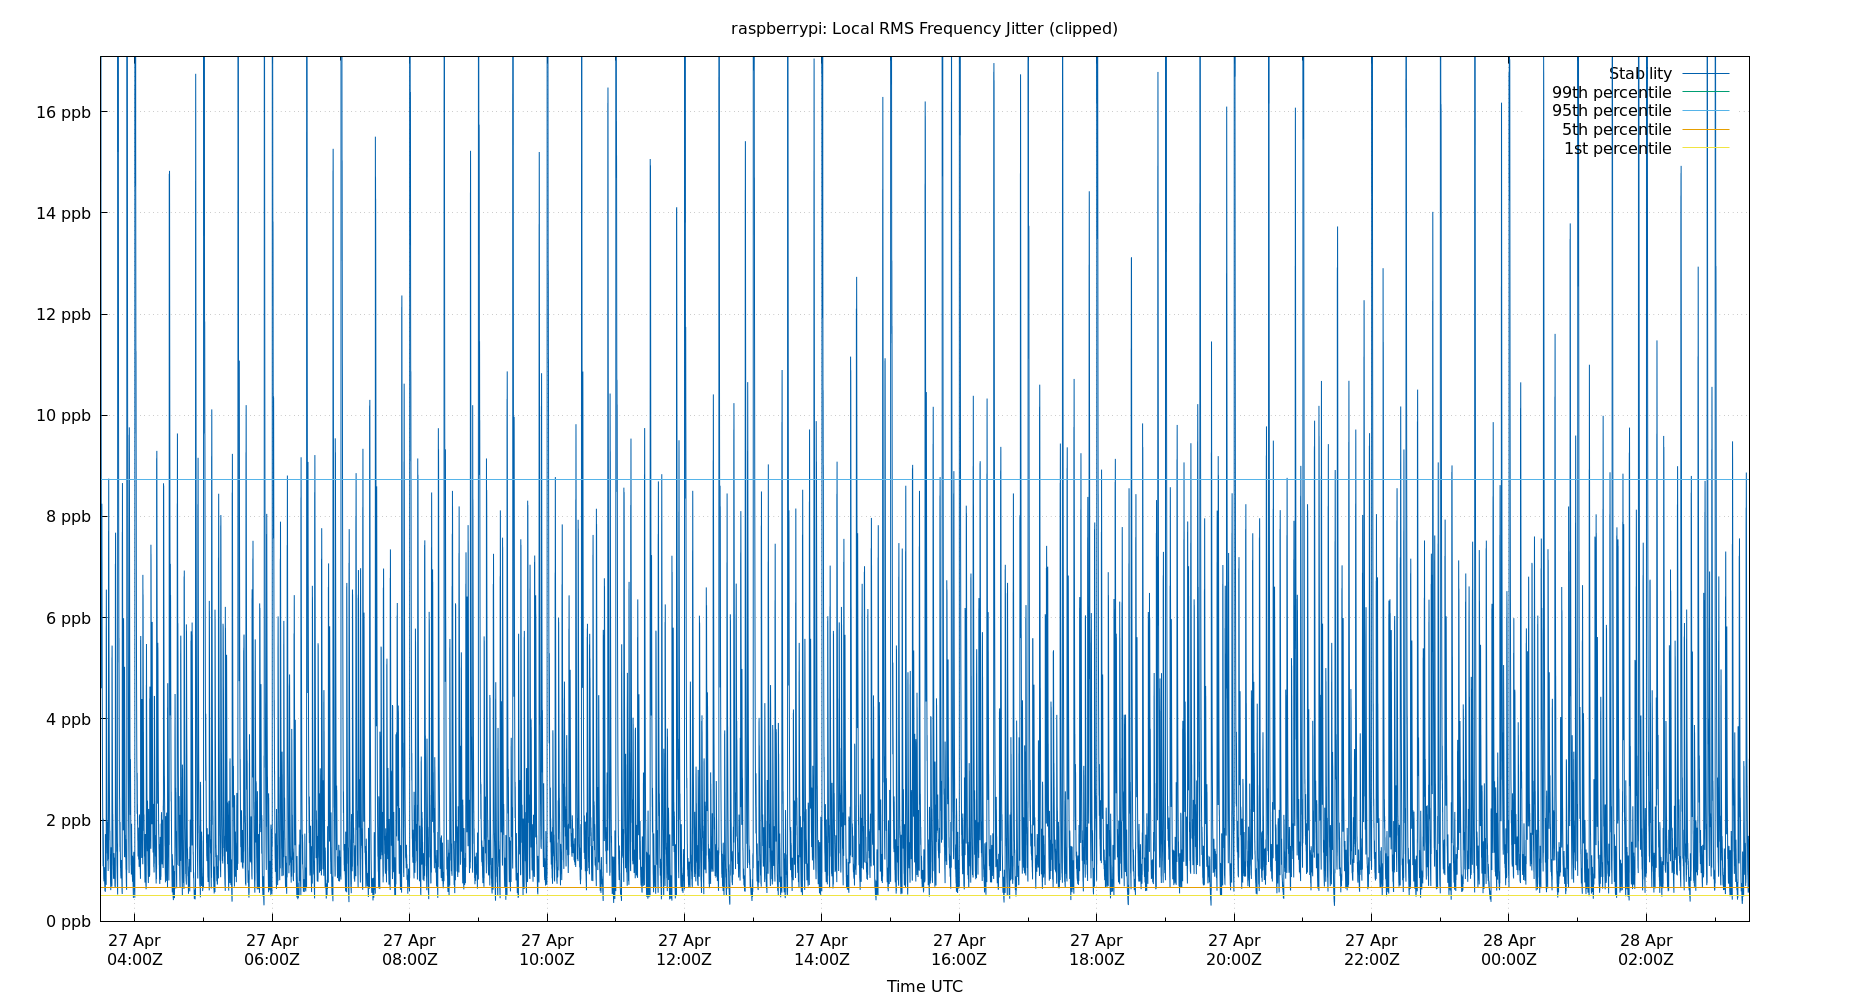 raspberrypi: Local RMS Frequency Jitter (clipped)
Stability
99th percentile
95th percentile
5th percentile
1st percentile
16 ppb
14 ppb
12 ppb
10 ppb
8 ppb
6 ppb
4 ppb
2 ppb
0 ppb
27 Apr 27 Apr 27 Apr 27 Apr 27 Apr 27 Apr 27 Apr 27 Apr 27 Apr 27 Apr 28 Apr 28 Apr
04:00Z 06:00Z 08:00Z 10:00Z 12:00Z 14:00Z 16:00Z 18:00Z 20:00Z 22:00Z 00:00Z 02:00Z
Time UTC